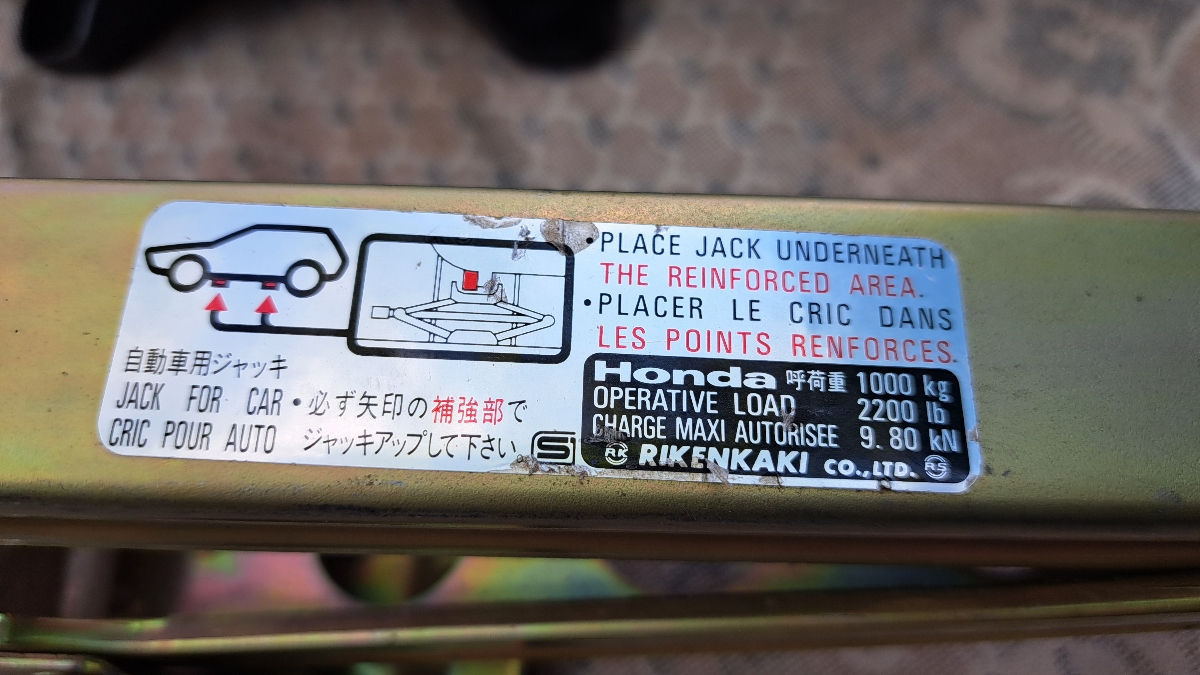 自動車用ジャッキ
JACK FOR CAR
CRIC POUR AUTO
・必ず矢印の補強部で
ジャッキアップして下さい。
•PLACE JACK UNDERNEATH
THE REINFORCED AREA.
•PLACER LE CRIC DANS
LES POINTS RENFORCES.
Honda 呼荷重 1000 kg
OPERATIVE LOAD 2200 lb
CHARGE MAXI AUTORISEE 9.80 kN
RK RIKENKAKI CO.,LTD. RS